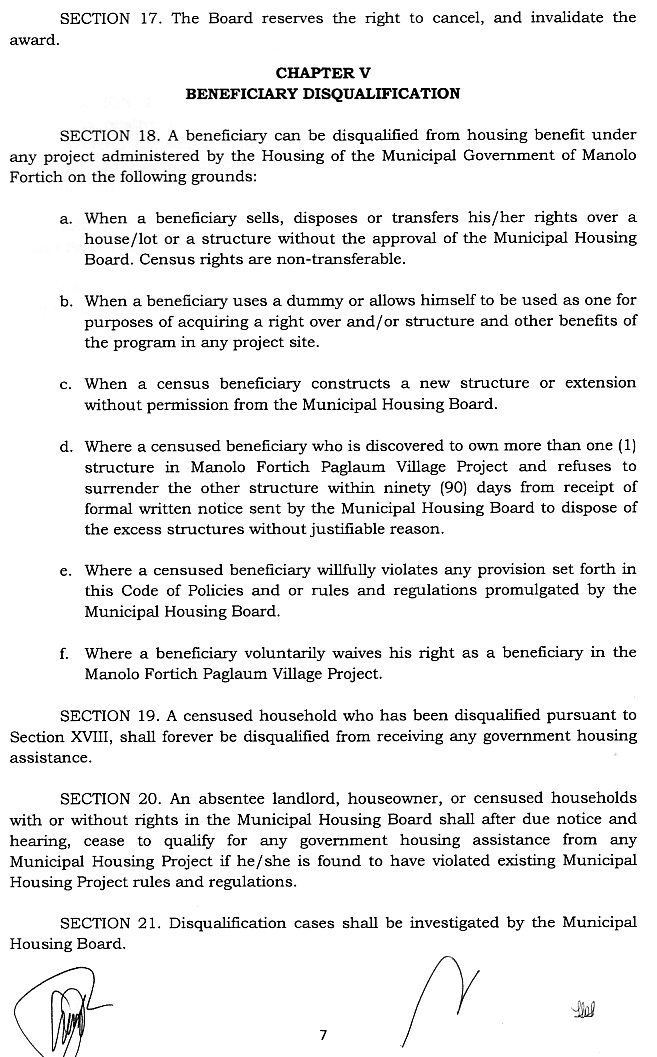 SECTION 17. The Board reserves the right to cancel, and invalidate the
award.
CHAPTER V
BENEFICIARY DISQUALIFICATION
SECTION 18. A beneficiary can be disqualified from housing benefit under
any project administered by the Housing of the Municipal Government of Manolo
Fortich on the following grounds:
a. When a beneficiary sells, disposes or transfers his/her rights over a
house/lot or a structure without the approval of the Municipal Housing
Board. Census rights are non-transferable.
b. When a beneficiary uses a dummy or allows himself to be used as one for
purposes of acquiring a right over and/or structure and other benefits of
the program in any project site.
c. When a census beneficiary constructs a new structure or extension
without permission from the Municipal Housing Board.
d. Where a censused beneficiary who is discovered to own more than one (1)
structure in Manolo Fortich Paglaum Village Project and refuses to
surrender the other structure within ninety (90) days from receipt of
formal written notice sent by the Municipal Housing Board to dispose of
the excess structures without justifiable reason.
e. Where a censused beneficiary willfully violates any provision set forth in
this Code of Policies and or rules and regulations promulgated by the
Municipal Housing Board.
f. Where a beneficiary voluntarily waives his right as a beneficiary in the
Manolo Fortich Paglaum Village Project.
SECTION 19. A censused household who has been disqualified pursuant to
Section XVIII, shall forever be disqualified from receiving any government housing
assistance.
SECTION 20. An absentee landlord, houseowner, or censused households
with or without rights in the Municipal Housing Board shall after due notice and
hearing, cease to qualify for any government housing assistance from any
Municipal Housing Project if he/she is found to have violated existing Municipal
Housing Project rules and regulations.
SECTION 21. Disqualification cases shall be investigated by the Municipal
Housing Board.
7